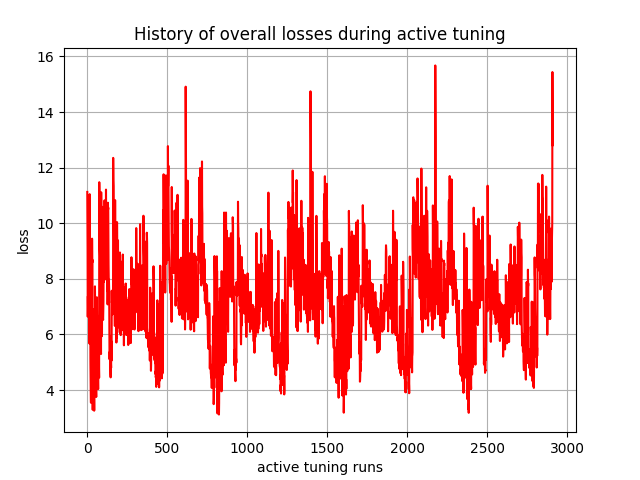 History of overall losses during active tuning
16
14
12
10
8
6
4
loss
0 500 1000 1500 2000 2500 3000
active tuning runs